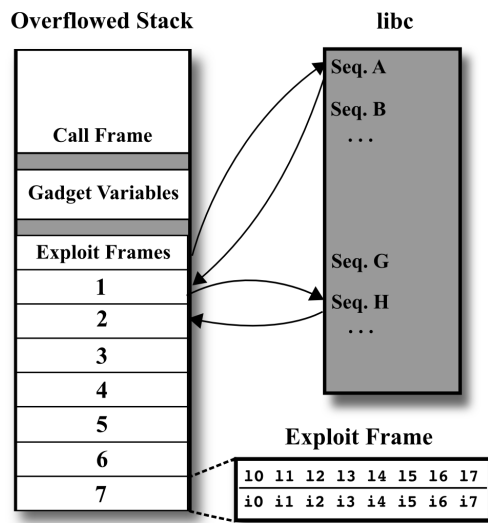 Overflowed Stack
libc
Call Frame
Gadget Variables
Exploit Frames
1
2
3
4
5
6
7
Seq. A
Seq. B
...
Seq. G
Seq. H
...
Exploit Frame
l0 l1 l2 l3 l4 l5 l6 l7
i0 i1 i2 i3 i4 i5 i6 i7